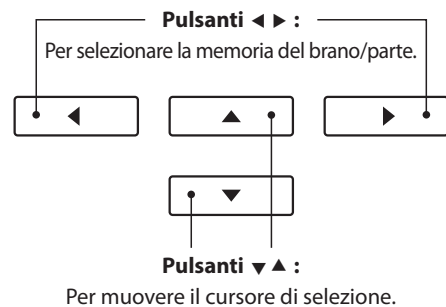 Pulsanti ◀ ▶ :
Per selezionare la memoria del brano/parte.
Pulsanti ▼ ▲ :
Per muovere il cursore di selezione.